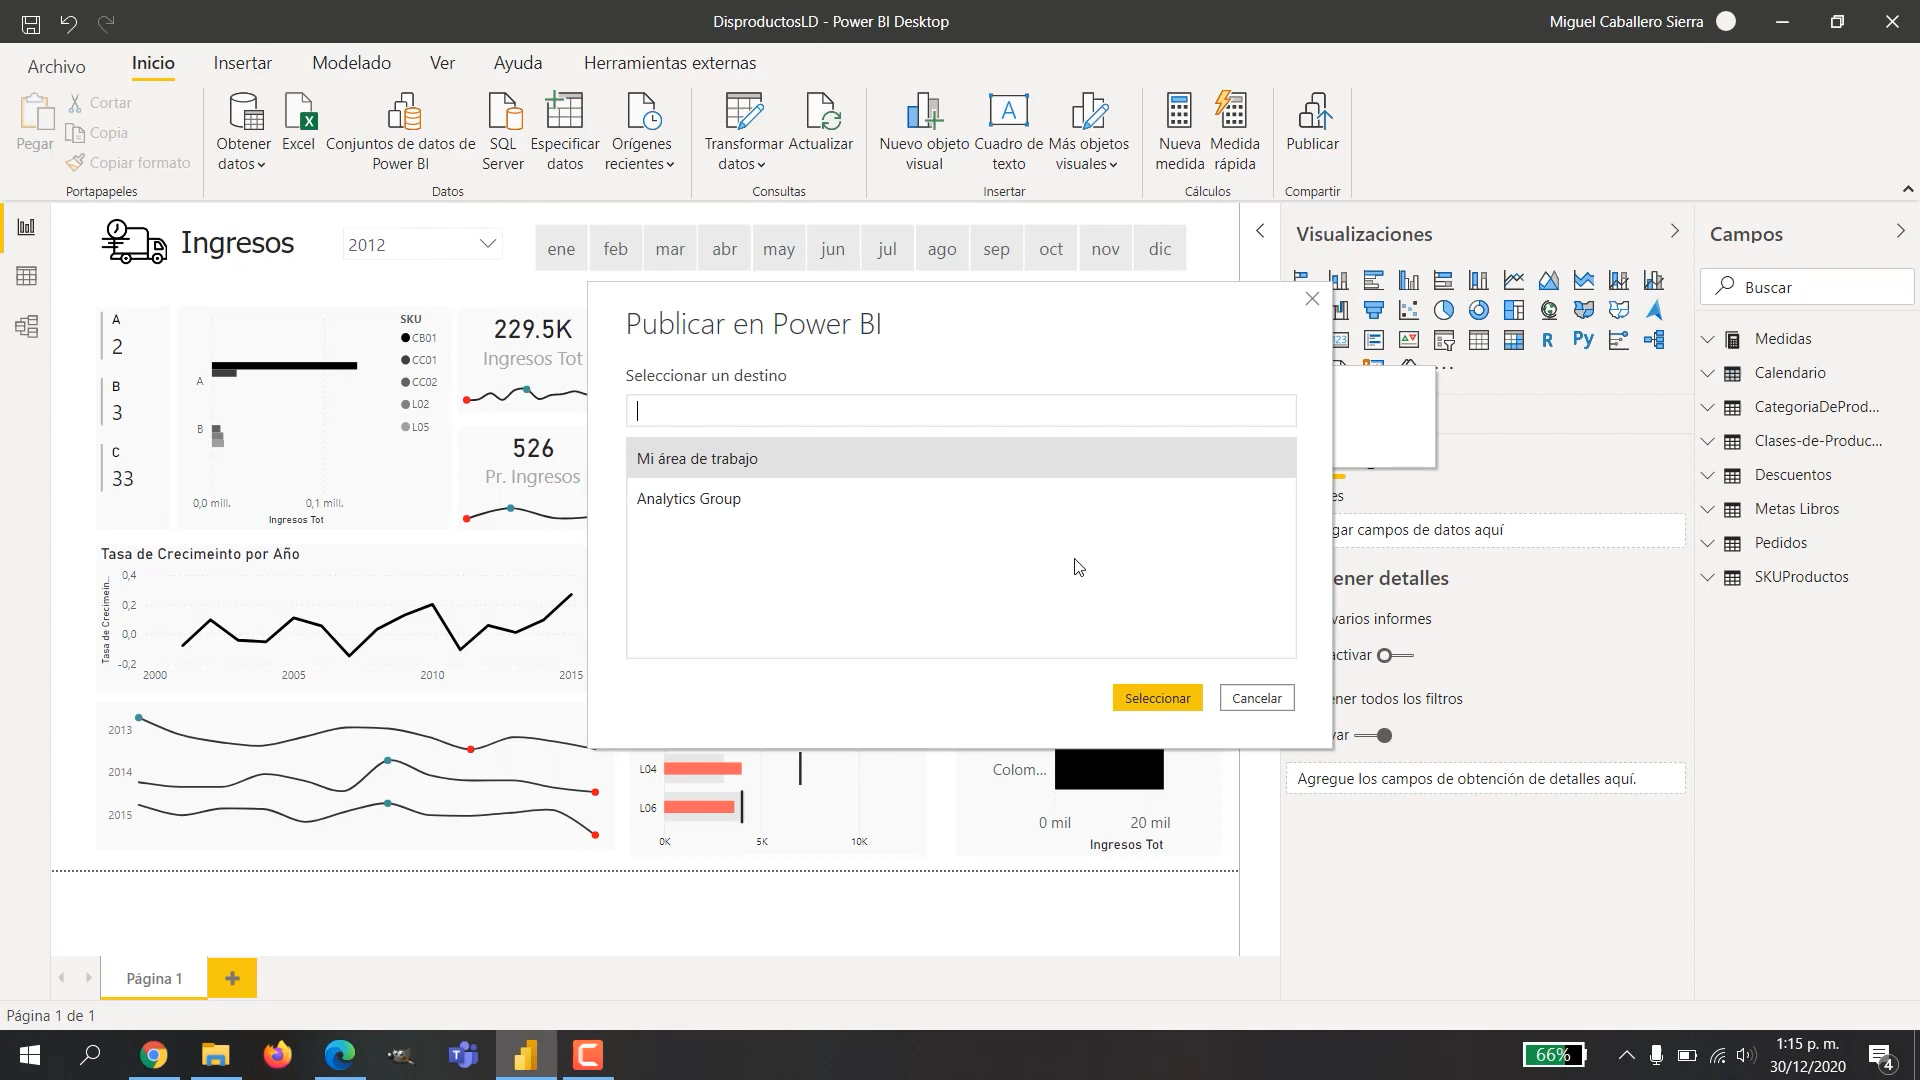 DisproductosLD - Power BI Desktop
Miguel Caballero Sierra
Archivo
Inicio
Insertar
Modelado
Ver
Ayuda
Herramientas externas
Pegar
Cortar
Copia
Copiar formato
Portapapeles
Obtener
datos
Excel
Conjuntos de datos de
Power BI
SQL
Server
Especificar
datos
Orígenes
recientes
Datos
Transformar
datos
Actualizar
Consultas
Nuevo objeto
visual
Cuadro de
texto
Más objetos
visuales
Insertar
Nueva
medida
Medida
rápida
Cálculos
Publicar
Compartir
Ingresos
2012
ene feb mar abr may jun jul ago sep oct nov dic
A
2
B
3
C
33
SKU
CB01
CC01
CC02
L02
L05
A
B
0,0 mill. 0,1 mill.
Ingresos Tot
229.5K
Ingresos Tot
526
Pr. Ingresos
Tasa de Crecimeinto por Año
Tasa de Crecimein...
0,4
0,2
0,0
-0,2
2000 2005 2010 2015
2013
2014
2015
L04
L06
0K 5K 10K
Colom...
0 mil 20 mil
Ingresos Tot
Publicar en Power BI
Seleccionar un destino
Mi área de trabajo
Analytics Group
Seleccionar
Cancelar
Visualizaciones
R
Py
123
es
gar campos de datos aquí
ener detalles
varios informes
activar
ener todos los filtros
var
Agregue los campos de obtención de detalles aquí.
Campos
Buscar
Medidas
Calendario
CategoriaDeProd...
Clases-de-Produc...
Descuentos
Metas Libros
Pedidos
SKUProductos
Página 1
Página 1 de 1
66%
1:15 p. m.
30/12/2020
4